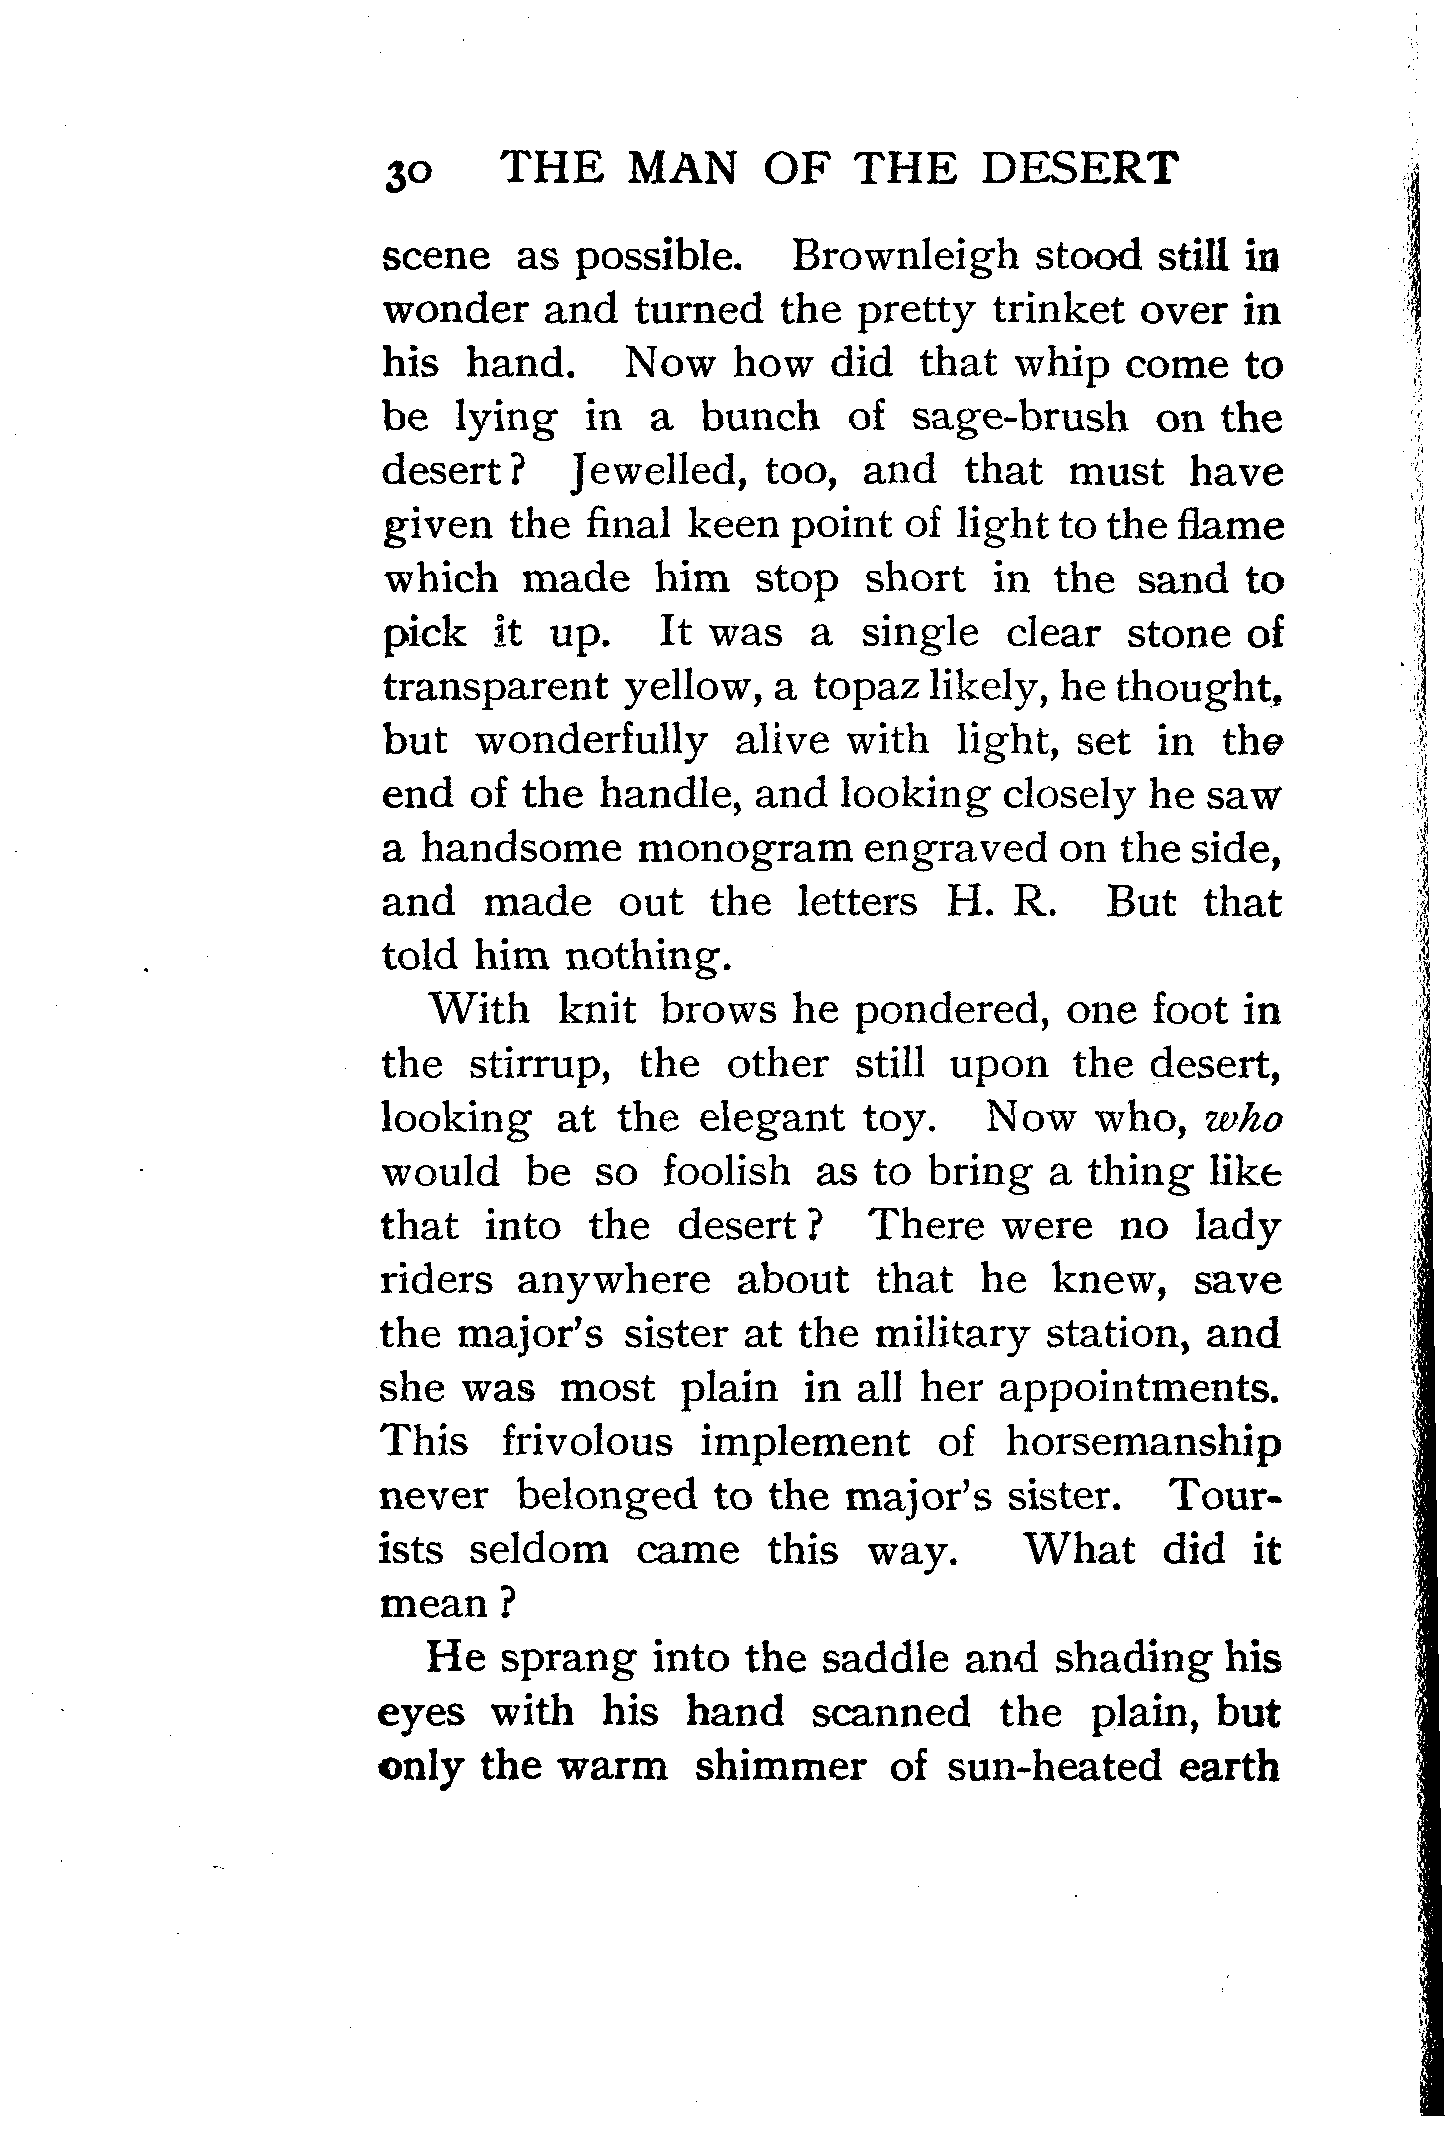 30 THE MAN OF THE DESERT
scene as possible. Brownleigh stood still in
wonder and turned the pretty trinket over in
his hand. Now how did that whip come to
be lying in a bunch of sage-brush on the
desert? Jewelled, too, and that must have
given the final keen point of light to the flame
which made him stop short in the sand to
pick it up. It was a single clear stone of
transparent yellow, a topaz likely, he thought,
but wonderfully alive with light, set in the
end of the handle, and looking closely he saw
a handsome monogram engraved on the side,
and made out the letters H. R. But that
told him nothing.
With knit brows he pondered, one foot in
the stirrup, the other still upon the desert,
looking at the elegant toy. Now who, who
would be so foolish as to bring a thing like
that into the desert? There were no lady
riders anywhere about that he knew, save
the major's sister at the military station, and
she was most plain in all her appointments.
This frivolous implement of horsemanship
never belonged to the major's sister. Tour-
ists seldom came this way. What did it
mean?
He sprang into the saddle and shading his
eyes with his hand scanned the plain, but
only the warm shimmer of sun-heated earth